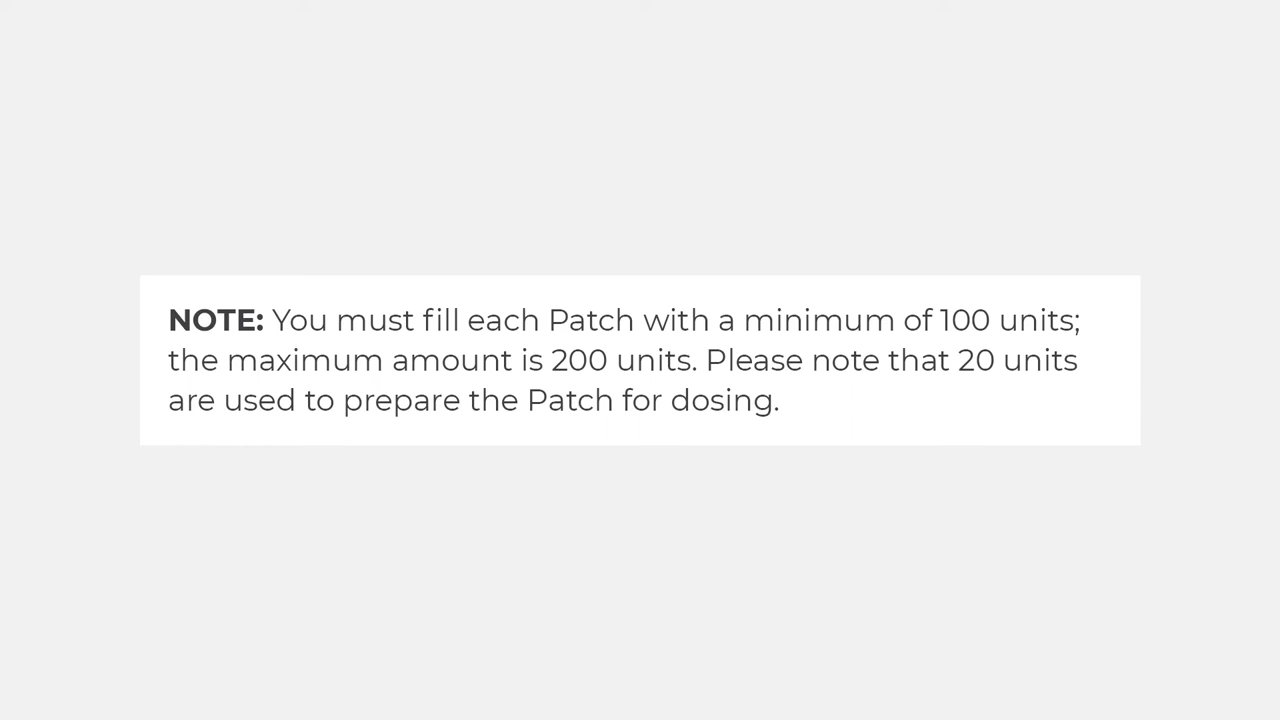 NOTE: You must fill each Patch with a minimum of 100 units;
the maximum amount is 200 units. Please note that 20 units
are used to prepare the Patch for dosing.